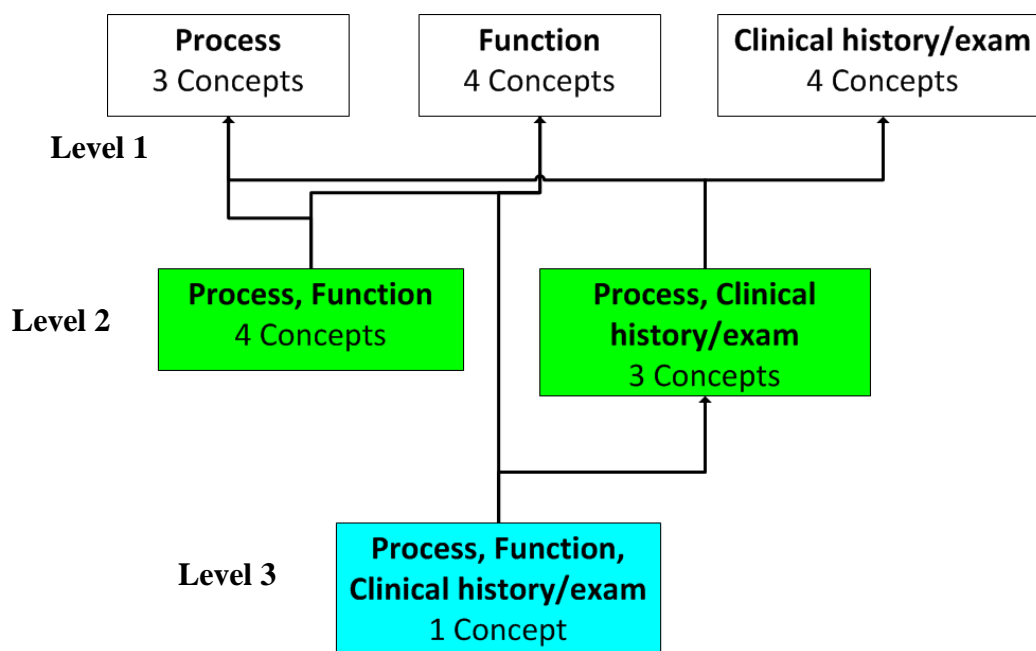 Process
3 Concepts
Function
4 Concepts
Clinical history/exam
4 Concepts
Level 1
Level 2
Process, Function
4 Concepts
Process, Clinical
history/exam
3 Concepts
Level 3
Process, Function,
Clinical history/exam
1 Concept